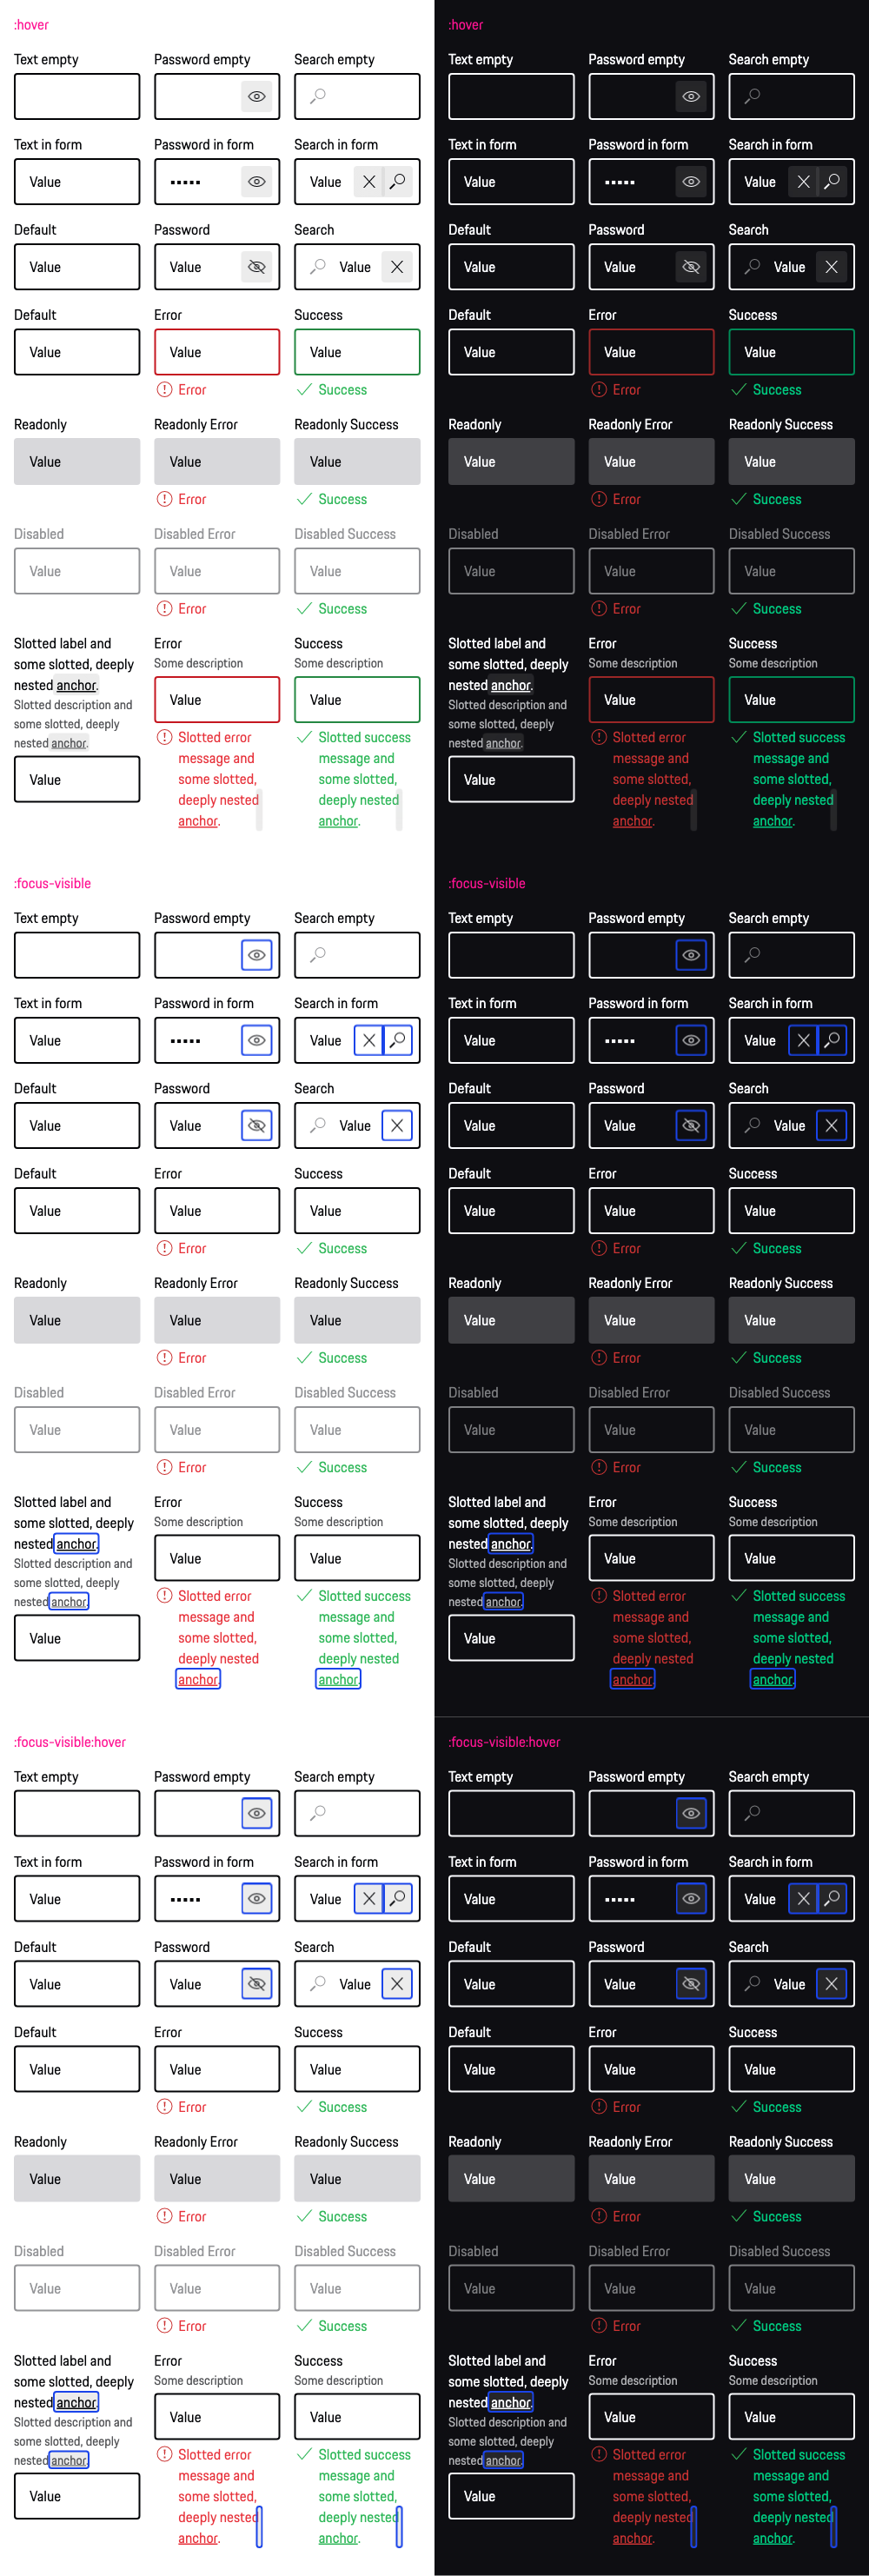 :hover
Text empty Password empty Search empty
Text in form Password in form Search in form
Value ••••• Value
Default Password Search
Value Value Value
Default Error Success
Value Value Value
Error Success
Readonly Readonly Error Readonly Success
Value Value Value
Error Success
Disabled Disabled Error Disabled Success
Value Value Value
Error Success
Slotted label and
some slotted, deeply
nested anchor.
Slotted description and
some slotted, deeply
nested anchor.
Value
Error
Some description
Value
Slotted error
message and
some slotted,
deeply nested
anchor.
Success
Some description
Value
Slotted success
message and
some slotted,
deeply nested
anchor.
:focus-visible
Text empty Password empty Search empty
Text in form Password in form Search in form
Value ••••• Value
Default Password Search
Value Value Value
Default Error Success
Value Value Value
Error Success
Readonly Readonly Error Readonly Success
Value Value Value
Error Success
Disabled Disabled Error Disabled Success
Value Value Value
Error Success
Slotted label and
some slotted, deeply
nested anchor.
Slotted description and
some slotted, deeply
nested anchor.
Value
Error
Some description
Value
Slotted error
message and
some slotted,
deeply nested
anchor.
Success
Some description
Value
Slotted success
message and
some slotted,
deeply nested
anchor.
:focus-visible:hover
Text empty Password empty Search empty
Text in form Password in form Search in form
Value ••••• Value
Default Password Search
Value Value Value
Default Error Success
Value Value Value
Error Success
Readonly Readonly Error Readonly Success
Value Value Value
Error Success
Disabled Disabled Error Disabled Success
Value Value Value
Error Success
Slotted label and
some slotted, deeply
nested anchor.
Slotted description and
some slotted, deeply
nested anchor.
Value
Error
Some description
Value
Slotted error
message and
some slotted,
deeply nested
anchor.
Success
Some description
Value
Slotted success
message and
some slotted,
deeply nested
anchor.
:hover
Text empty Password empty Search empty
Text in form Password in form Search in form
Value ••••• Value
Default Password Search
Value Value Value
Default Error Success
Value Value Value
Error Success
Readonly Readonly Error Readonly Success
Value Value Value
Error Success
Disabled Disabled Error Disabled Success
Value Value Value
Error Success
Slotted label and
some slotted, deeply
nested anchor.
Slotted description and
some slotted, deeply
nested anchor.
Value
Error
Some description
Value
Slotted error
message and
some slotted,
deeply nested
anchor.
Success
Some description
Value
Slotted success
message and
some slotted,
deeply nested
anchor.
:focus-visible
Text empty Password empty Search empty
Text in form Password in form Search in form
Value ••••• Value
Default Password Search
Value Value Value
Default Error Success
Value Value Value
Error Success
Readonly Readonly Error Readonly Success
Value Value Value
Error Success
Disabled Disabled Error Disabled Success
Value Value Value
Error Success
Slotted label and
some slotted, deeply
nested anchor.
Slotted description and
some slotted, deeply
nested anchor.
Value
Error
Some description
Value
Slotted error
message and
some slotted,
deeply nested
anchor.
Success
Some description
Value
Slotted success
message and
some slotted,
deeply nested
anchor.
:focus-visible:hover
Text empty Password empty Search empty
Text in form Password in form Search in form
Value ••••• Value
Default Password Search
Value Value Value
Default Error Success
Value Value Value
Error Success
Readonly Readonly Error Readonly Success
Value Value Value
Error Success
Disabled Disabled Error Disabled Success
Value Value Value
Error Success
Slotted label and
some slotted, deeply
nested anchor.
Slotted description and
some slotted, deeply
nested anchor.
Value
Error
Some description
Value
Slotted error
message and
some slotted,
deeply nested
anchor.
Success
Some description
Value
Slotted success
message and
some slotted,
deeply nested
anchor.